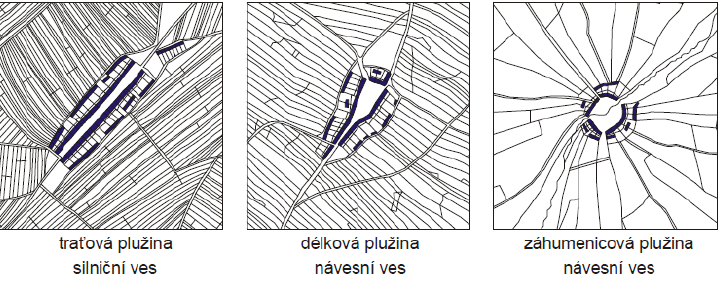 traťová plužina
silniční ves
délková plužina
návesní ves
záhumenicová plužina
návesní ves